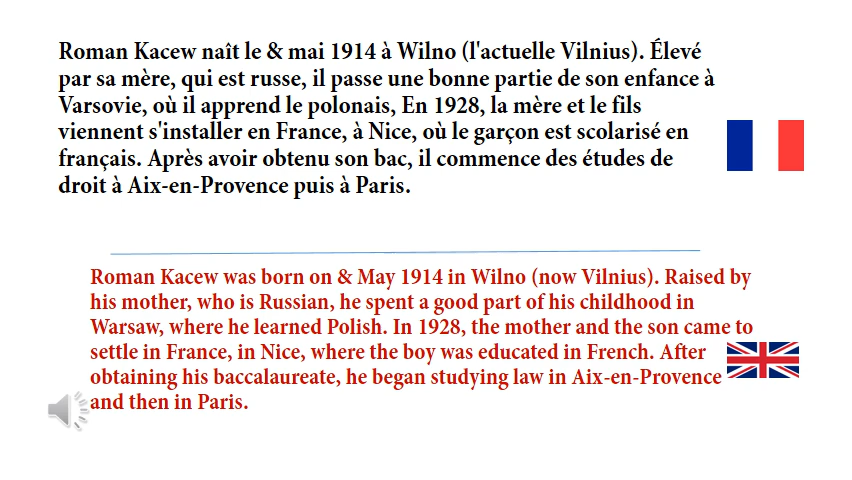 Roman Kacew naît le & mai 1914 à Wilno (l'actuelle Vilnius). Élevé
par sa mère, qui est russe, il passe une bonne partie de son enfance à
Varsovie, où il apprend le polonais, En 1928, la mère et le fils
viennent s'installer en France, à Nice, où le garçon est scolarisé en
français. Après avoir obtenu son bac, il commence des études de
droit à Aix-en-Provence puis à Paris.
Roman Kacew was born on & May 1914 in Wilno (now Vilnius). Raised by
his mother, who is Russian, he spent a good part of his childhood in
Warsaw, where he learned Polish. In 1928, the mother and the son came to
settle in France, in Nice, where the boy was educated in French. After
obtaining his baccalaureate, he began studying law in Aix-en-Provence
and then in Paris.